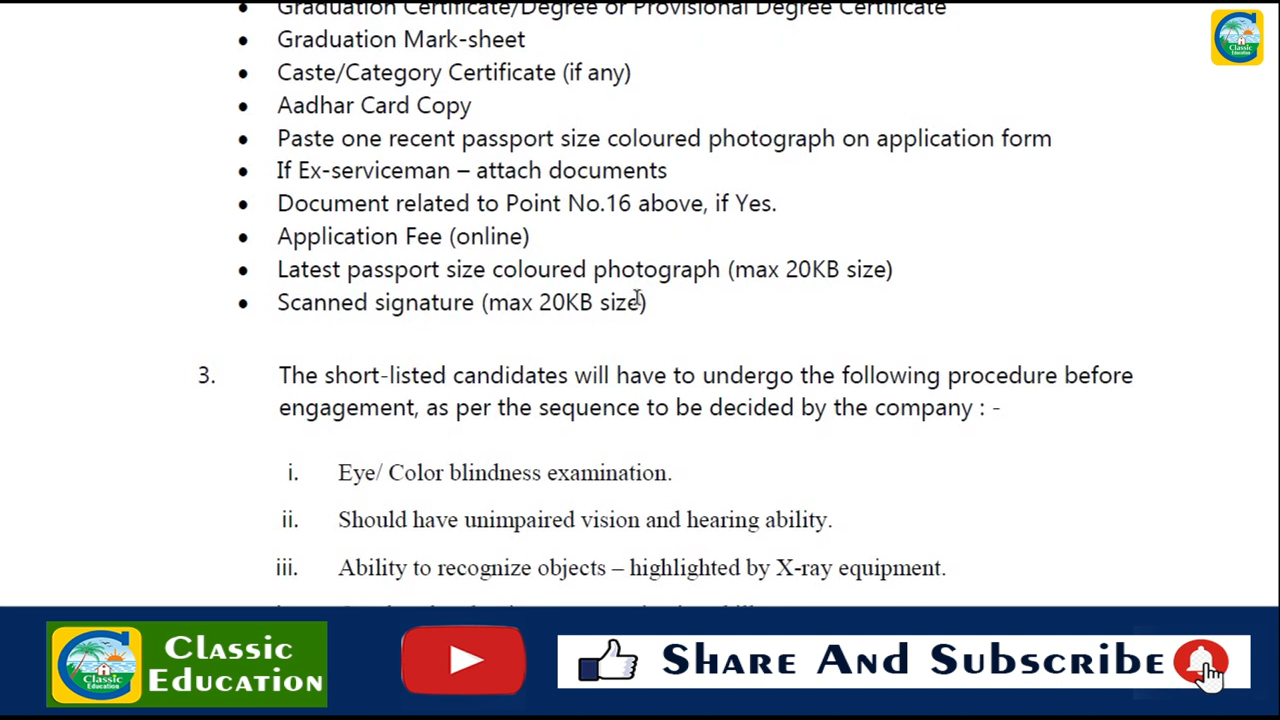 Graduation Certificate/Degree or Provisional Degree Certificate
• Graduation Mark-sheet
• Caste/Category Certificate (if any)
• Aadhar Card Copy
• Paste one recent passport size coloured photograph on application form
• If Ex-serviceman – attach documents
• Document related to Point No.16 above, if Yes.
• Application Fee (online)
• Latest passport size coloured photograph (max 20KB size)
• Scanned signature (max 20KB size)
3. The short-listed candidates will have to undergo the following procedure before
engagement, as per the sequence to be decided by the company : -
i. Eye/ Color blindness examination.
ii. Should have unimpaired vision and hearing ability.
iii. Ability to recognize objects – highlighted by X-ray equipment.
Classic
Education
Classic
Education
Classic
Education
Share And Subscribe